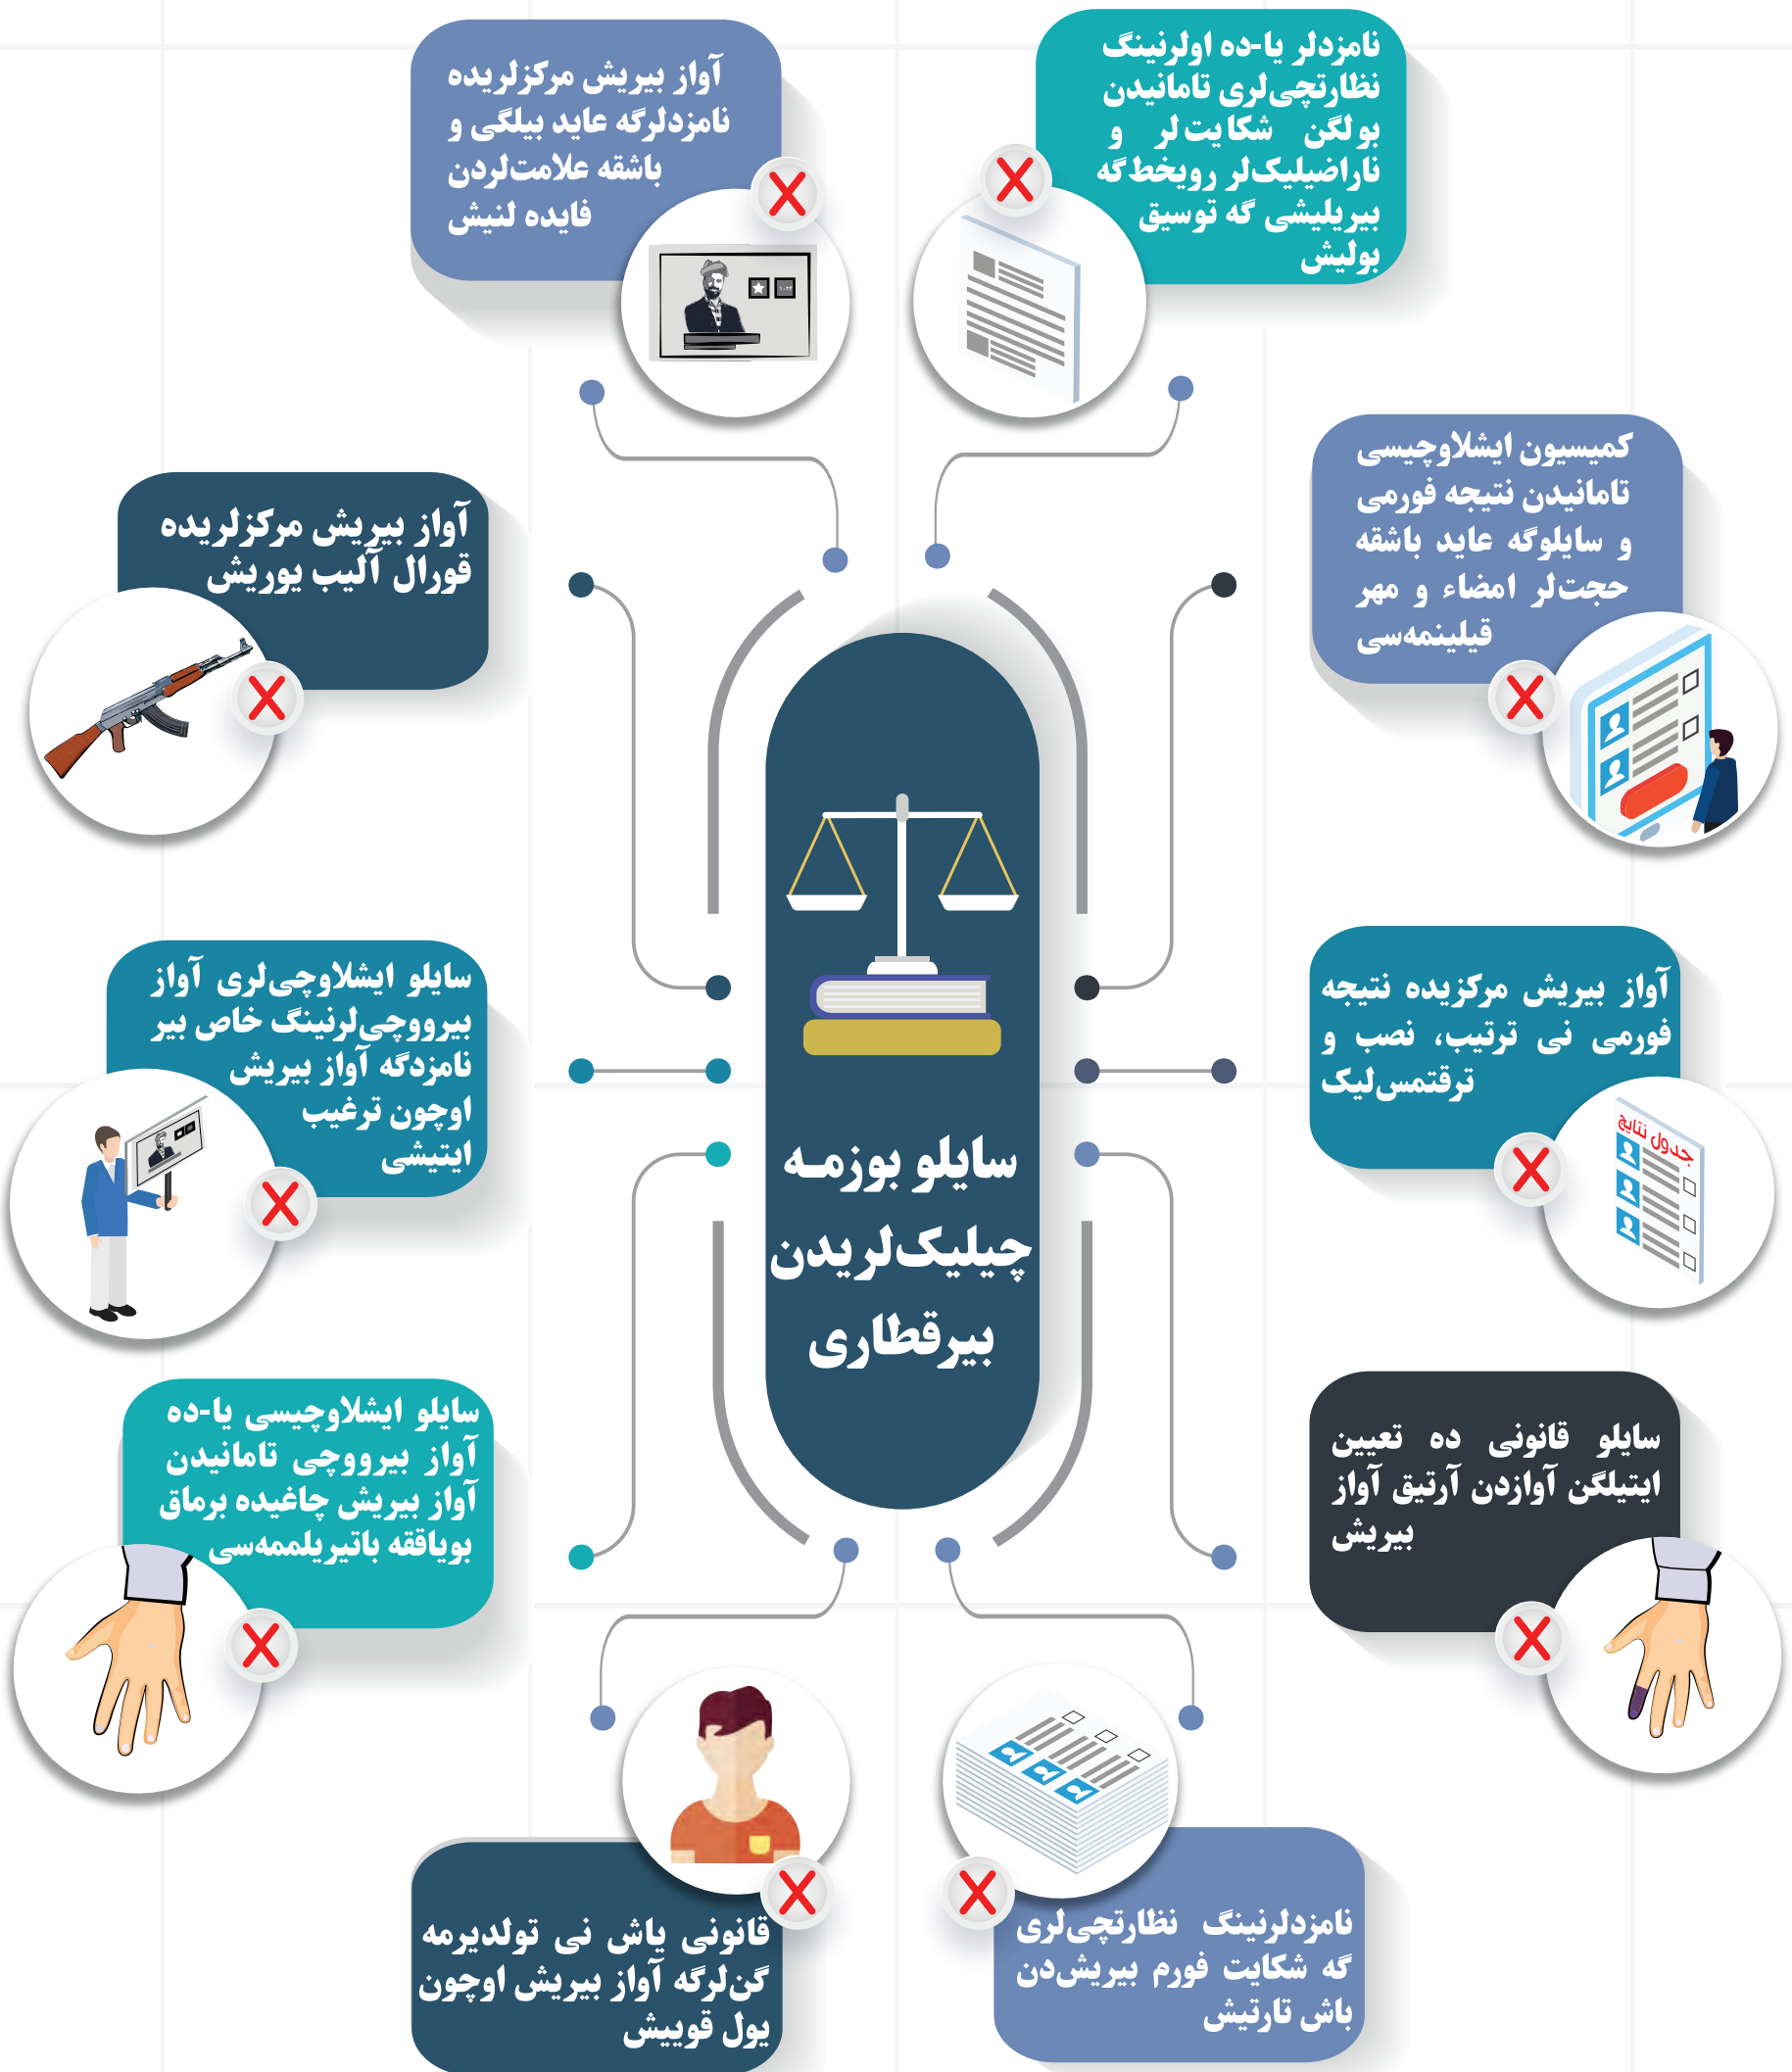 نامزدلر یا-ده اولرنینگ
نظارتچی‌لری تامانیدن
بولگن شکایت‌لر و
ناراضیلیک‌لر رویخط‌گه
بیریلیشی گه توسیق
بولیش
آواز بیریش مرکزلریده
نامزدلرگه عاید بیلگی و
باشقه علامت‌لردن
فایده لنیش
کمیسیون ایشلاوچیسی
تامانیدن نتیجه فورمی
و سایلوگه عاید باشقه
حجت‌لر امضاء و مهر
قیلینمه‌سی
آواز بیریش مرکزلریده
قورال آلیب یوریش
آواز بیریش مرکزیده نتیجه
فورمی نی ترتیب، نصب و
ترقتمس‌لیک
جدول نتایج
سایلو ایشلاوچی‌لری آواز
بیرووچی‌لرنینگ خاص بیر
نامزدگه آواز بیریش
اوچون ترغیب
ایتیشی
سایلو بوزمـه
چیلیک‌لریدن
بیرقطاری
سایلو قانونی ده تعیین
ایتیلگن آوازدن آرتیق آواز
بیریش
سایلو ایشلاوچیسی یا-ده
آواز بیرووچی تامانیدن
آواز بیریش چاغیده برماق
بویاققه باتیریلممه‌سی
نامزدلرنینگ نظارتچی‌لری
گه شکایت فورم بیریش‌دن
باش تارتیش
قانونی یاش نی تولدیرمه
گن‌لرگه آواز بیریش اوچون
یول قوییش